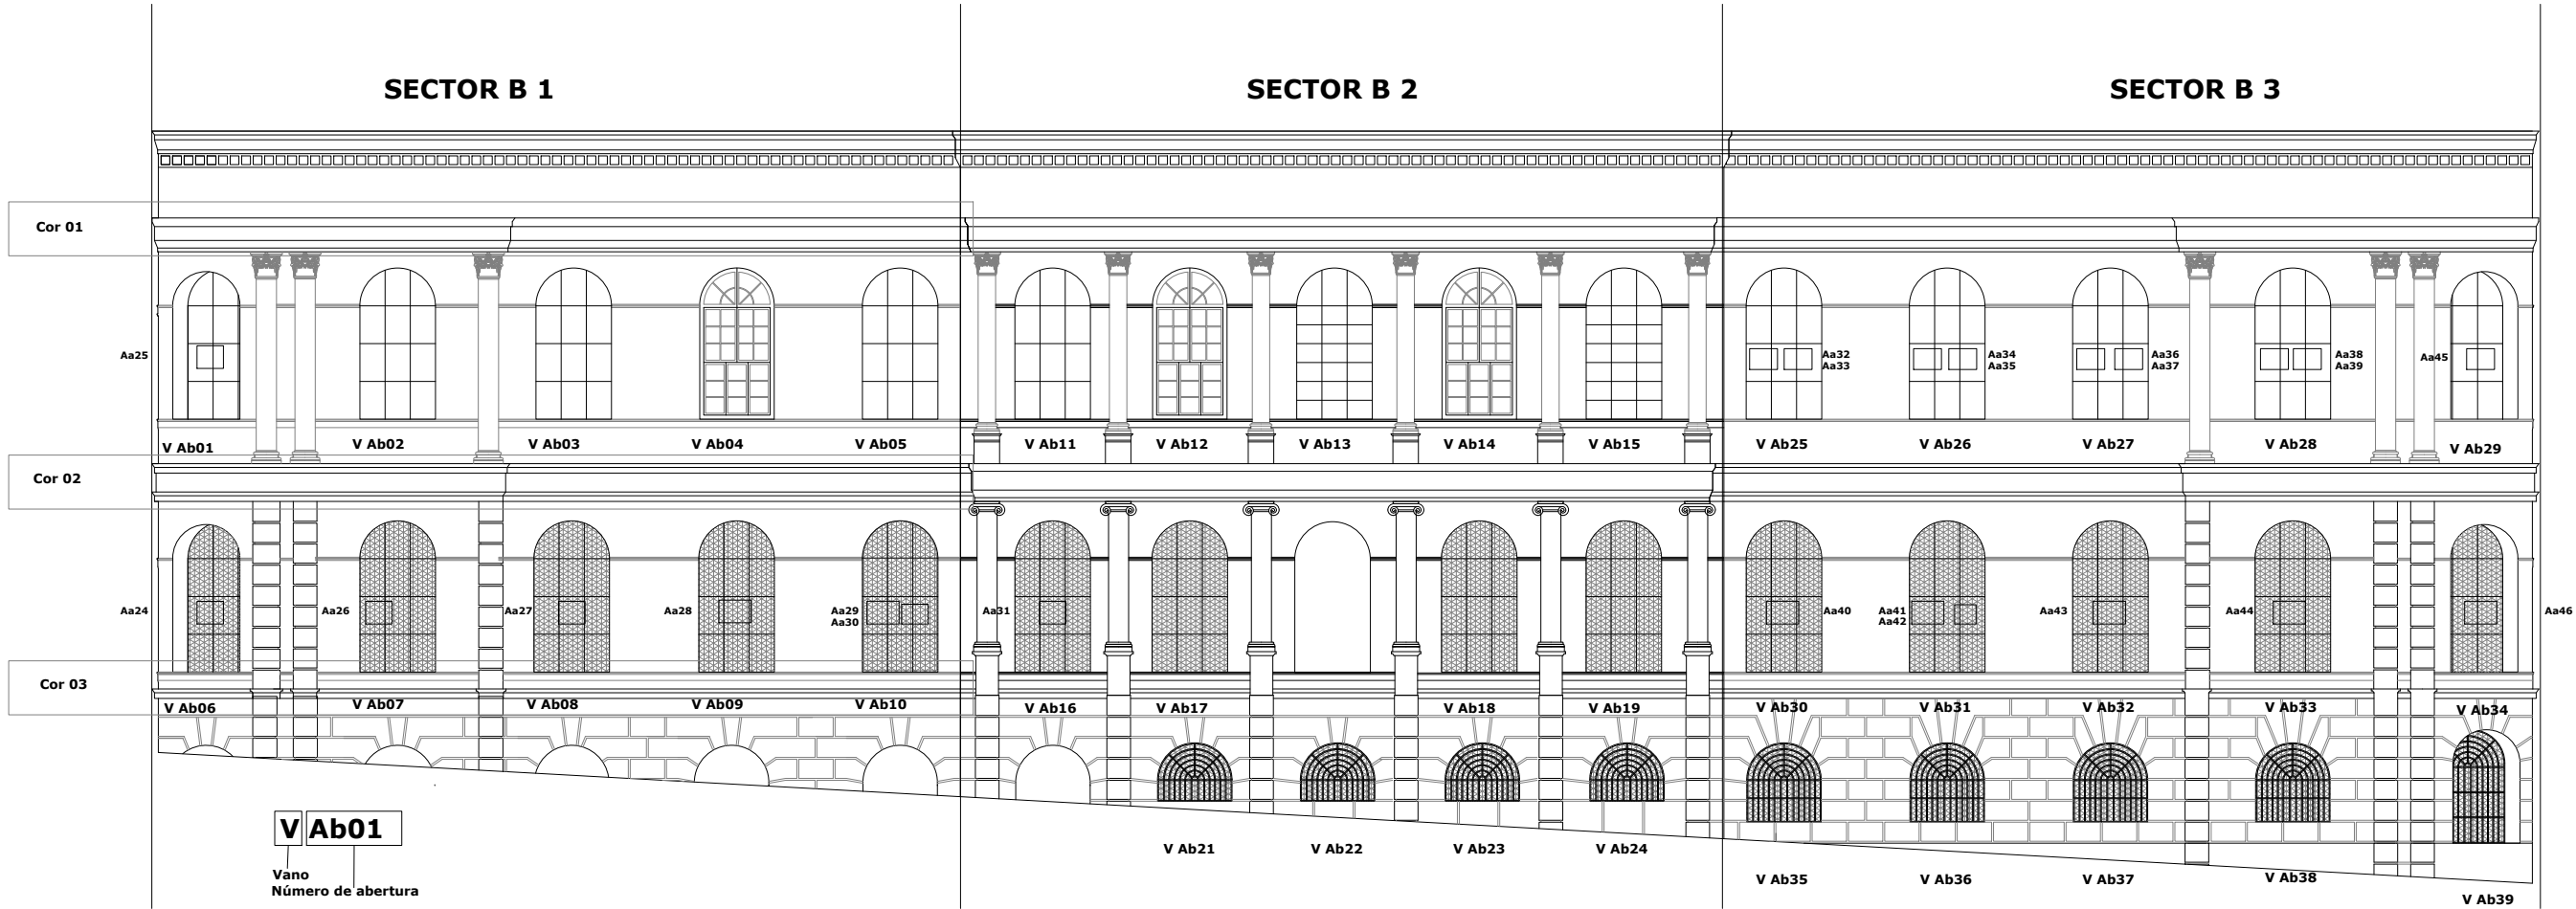 SECTOR B 1
SECTOR B 2
SECTOR B 3
Cor 01
Aa25
Aa32
Aa33
Aa34
Aa35
Aa36
Aa37
Aa38
Aa39
Aa45
V Ab01
V Ab02
V Ab03
V Ab04
V Ab05
V Ab11
V Ab12
V Ab13
V Ab14
V Ab15
V Ab25
V Ab26
V Ab27
V Ab28
V Ab29
Cor 02
Aa24
Aa26
Aa27
Aa28
Aa29
Aa30
Aa31
Aa40
Aa41
Aa42
Aa43
Aa44
Aa46
Cor 03
V Ab06
V Ab07
V Ab08
V Ab09
V Ab10
V Ab16
V Ab17
V Ab18
V Ab19
V Ab30
V Ab31
V Ab32
V Ab33
V Ab34
V Ab21
V Ab22
V Ab23
V Ab24
V Ab35
V Ab36
V Ab37
V Ab38
V Ab39
V Ab01
Vano
Número de abertura